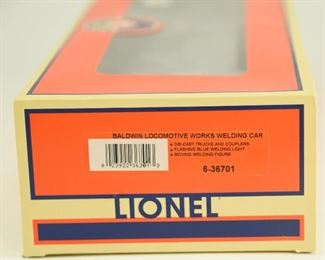 BALDWIN LOCOMOTIVE WORKS WELDING CAR
• DIE-CAST TRUCKS AND COUPLERS
• FLASHING BLUE WELDING LIGHT
• MOVING WELDING FIGURE
6-36701
LIONEL